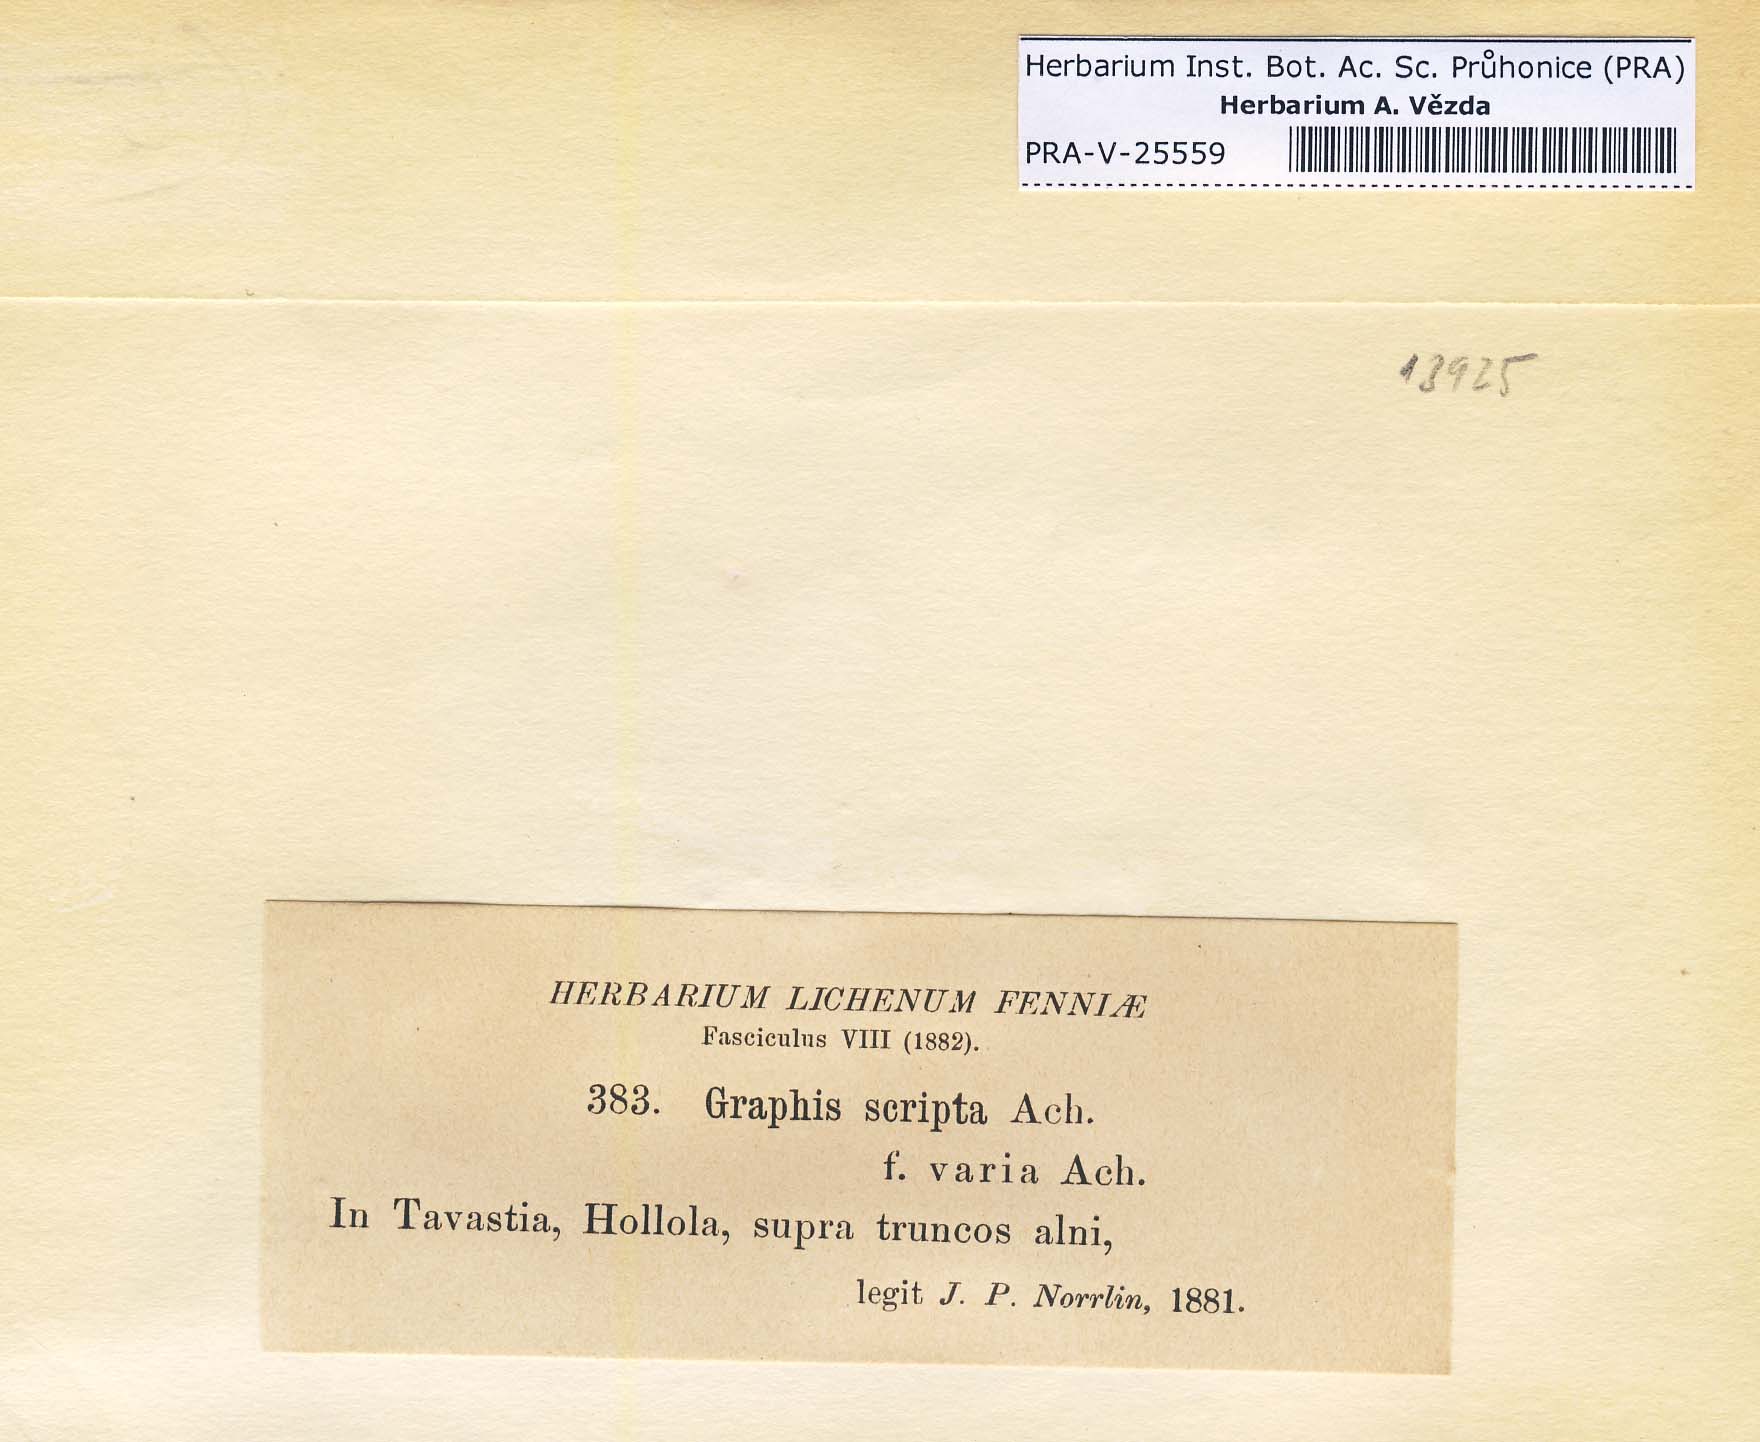 Herbarium Inst. Bot. Ac. Sc. Průhonice (PRA)
Herbarium A. Vězda
PRA-V-25559
13925
HERBARIUM LICHENUM FENNIÆ
Fasciculus VIII (1882).
383. Graphis scripta Ach.
f. varia Ach.
In Tavastia, Hollola, supra truncos alni,
legit J. P. Norrlin, 1881.